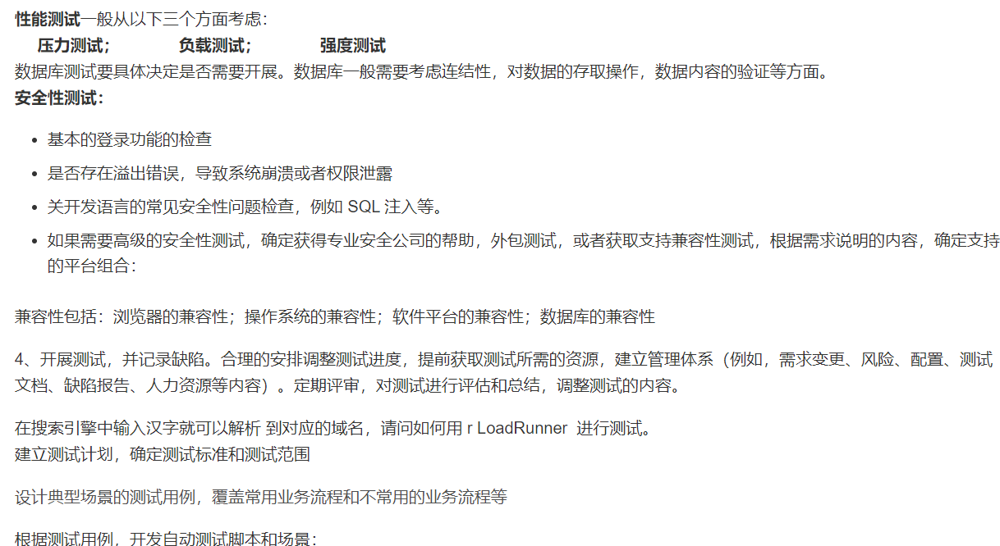 性能测试一般从以下三个方面考虑：
压力测试； 负载测试； 强度测试
数据库测试要具体决定是否需要开展。数据库一般需要考虑连结性，对数据的存取操作，数据内容的验证等方面。
安全性测试：
• 基本的登录功能的检查
• 是否存在溢出错误，导致系统崩溃或者权限泄露
• 关开发语言的常见安全性问题检查，例如 SQL 注入等。
• 如果需要高级的安全性测试，确定获得专业安全公司的帮助，外包测试，或者获取支持兼容性测试，根据需求说明的内容，确定支持
的平台组合：
兼容性包括：浏览器的兼容性；操作系统的兼容性；软件平台的兼容性；数据库的兼容性
4、开展测试，并记录缺陷。合理的安排调整测试进度，提前获取测试所需的资源，建立管理体系（例如，需求变更、风险、配置、测试
文档、缺陷报告、人力资源等内容）。定期评审，对测试进行评估和总结，调整测试的内容。
在搜索引擎中输入汉字就可以解析 到对应的域名，请问如何用 r LoadRunner 进行测试。
建立测试计划，确定测试标准和测试范围
设计典型场景的测试用例，覆盖常用业务流程和不常用的业务流程等
根据测试用例，开发自动测试脚本和场景：